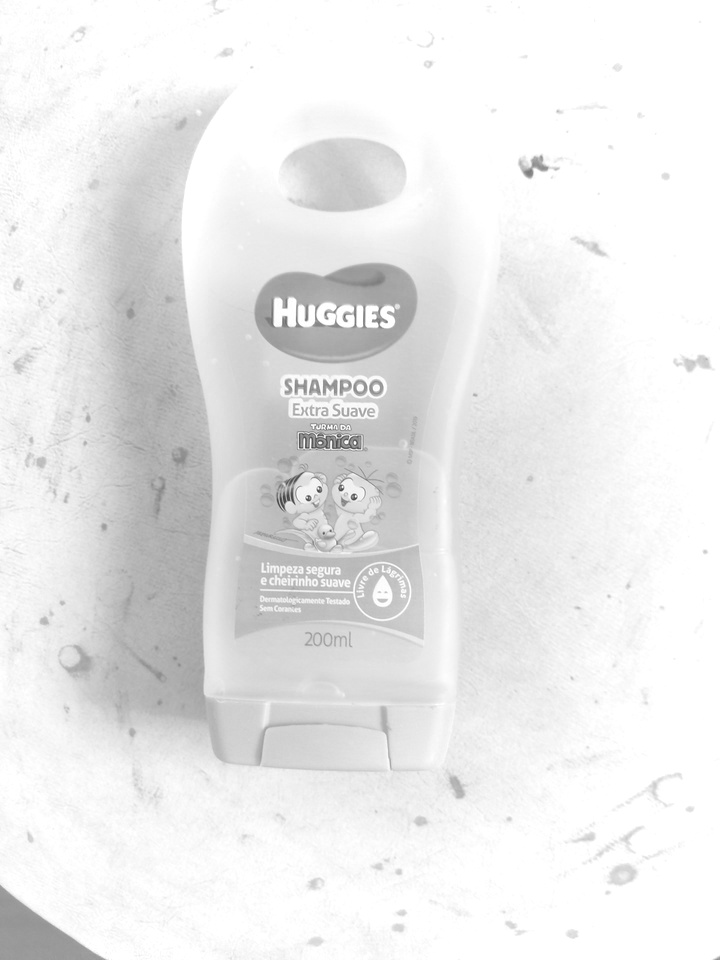 HUGGIES®
SHAMPOO
Extra Suave
TURMA DA
Mônica
Limpeza segura
e cheirinho suave
Dermatologicamente Testado
Sem Corantes
Livre de Lágrimas
200ml